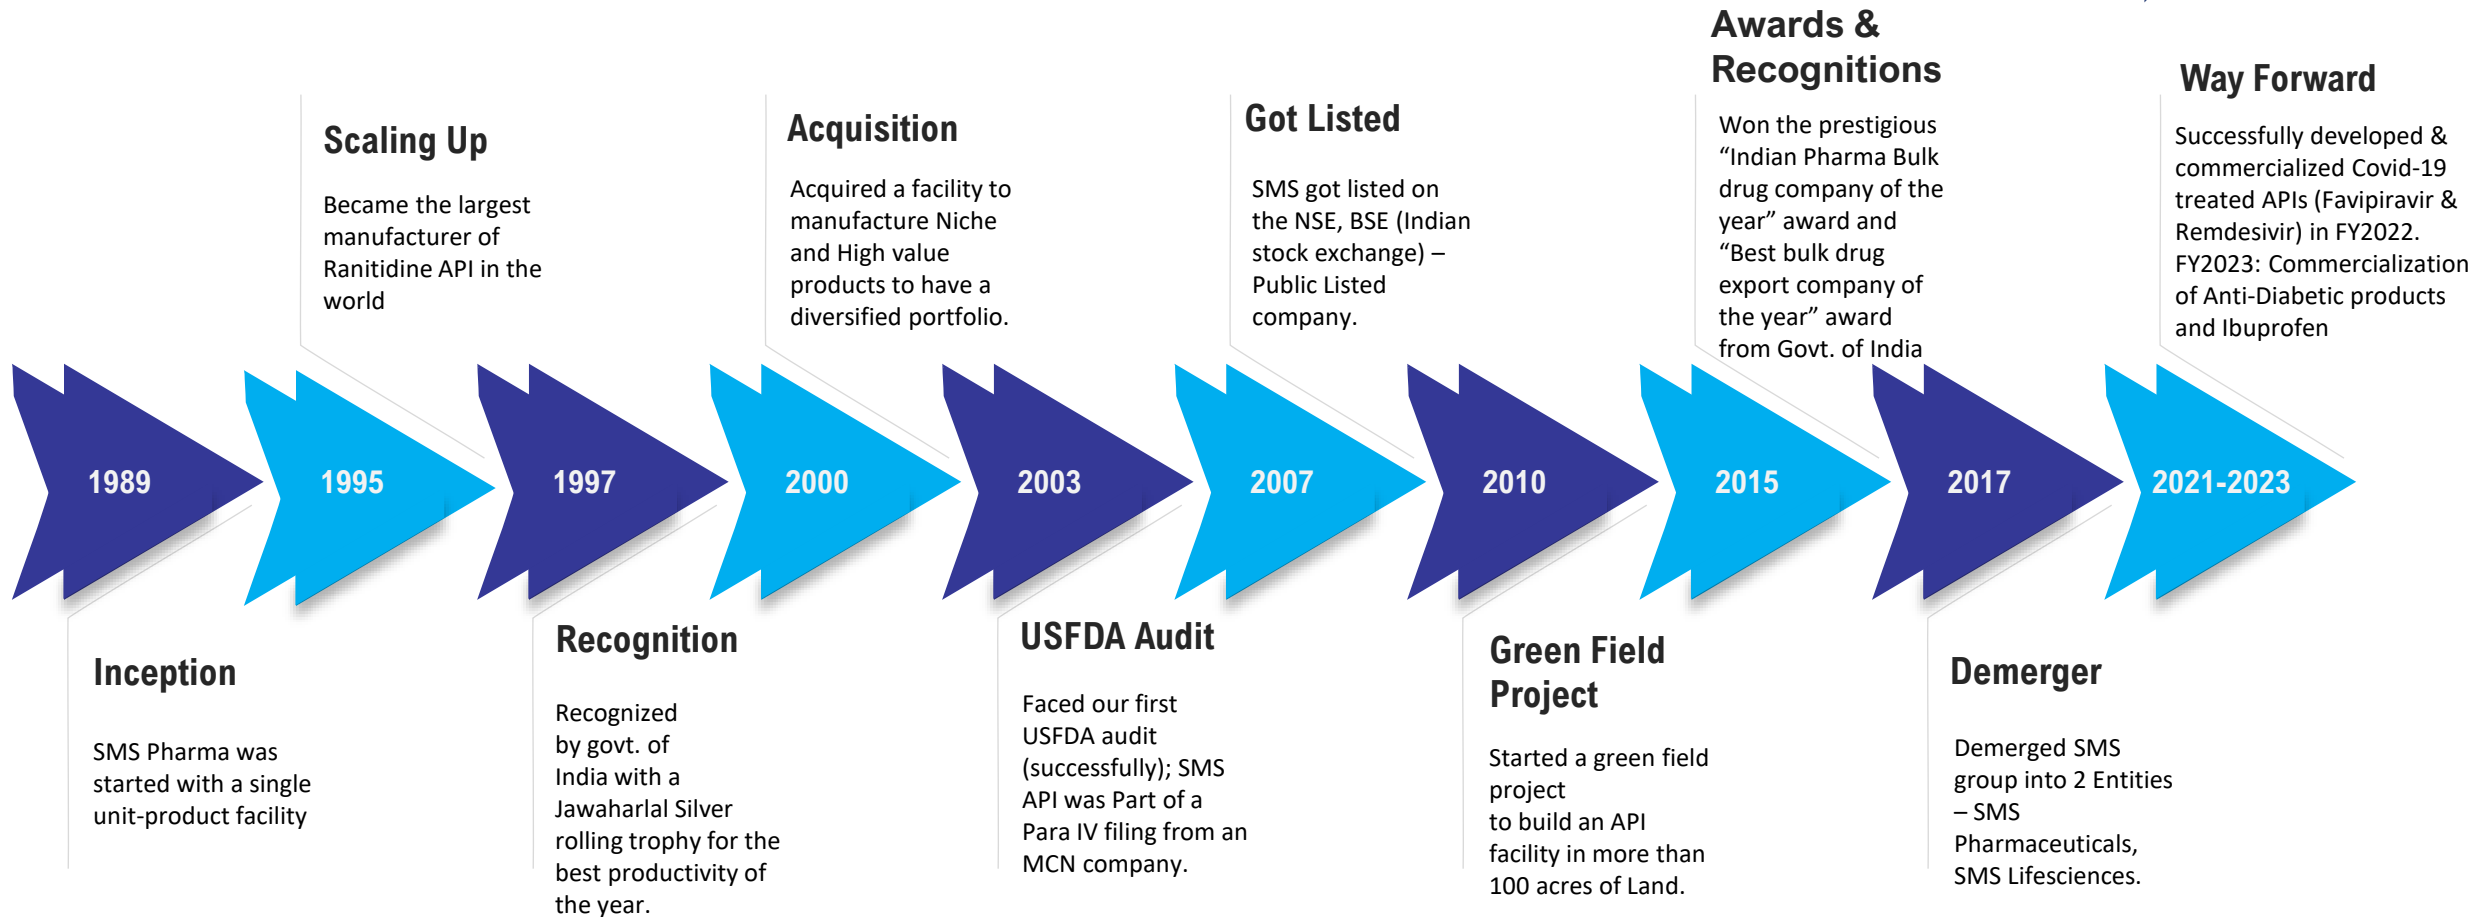 Awards &
Recognitions
Won the prestigious
“Indian Pharma Bulk
drug company of the
year” award and
“Best bulk drug
export company of
the year” award
from Govt. of India
Way Forward
Successfully developed &
commercialized Covid-19
treated APIs (Favipiravir &
Remdesivir) in FY2022.
FY2023: Commercialization
of Anti-Diabetic products
and Ibuprofen
Scaling Up
Became the largest
manufacturer of
Ranitidine API in the
world
Acquisition
Acquired a facility to
manufacture Niche
and High value
products to have a
diversified portfolio.
Got Listed
SMS got listed on
the NSE, BSE (Indian
stock exchange) –
Public Listed
company.
1989
1995
1997
2000
2003
2007
2010
2015
2017
2021-2023
Inception
SMS Pharma was
started with a single
unit-product facility
Recognition
Recognized
by govt. of
India with a
Jawaharlal Silver
rolling trophy for the
best productivity of
the year.
USFDA Audit
Faced our first
USFDA audit
(successfully); SMS
API was Part of a
Para IV filing from an
MCN company.
Green Field
Project
Started a green field
project
to build an API
facility in more than
100 acres of Land.
Demerger
Demerged SMS
group into 2 Entities
– SMS
Pharmaceuticals,
SMS Lifesciences.